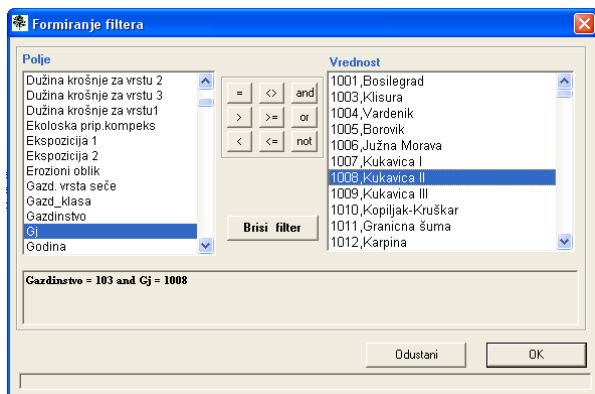 Formiranje filtera
Polje
Dužina krošnje za vrstu 2
Dužina krošnje za vrstu 3
Dužina krošnje za vrstu1
Ekoloska prip.kompeks
Ekspozicija 1
Ekspozicija 2
Erozioni oblik
Gazd. vrsta seče
Gazd_klasa
Gazdinstvo
Gj
Godina
= <> and
> >= or
< <= not
Brisi filter
Vrednost
1001,Bosilegrad
1003,Klisura
1004,Vardenik
1005,Borovik
1006,Južna Morava
1007,Kukavica I
1008,Kukavica II
1009,Kukavica III
1010,Kopiljak-Kruškar
1011,Granicna šuma
1012,Karpina
Gazdinstvo = 103 and Gj = 1008
Odustani
OK